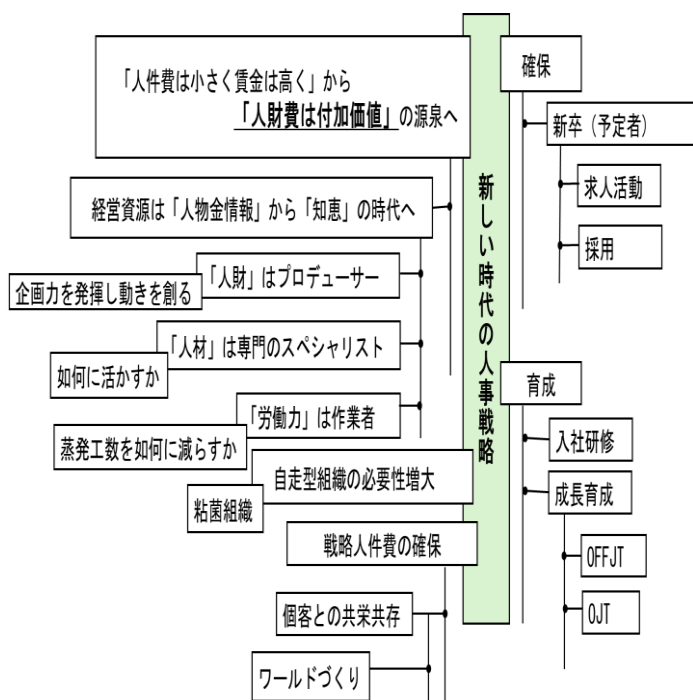 「人件費は小さく賃金は高く」から
「人財費は付加価値」の源泉へ
経営資源は「人物金情報」から「知恵」の時代へ
「人財」はプロデューサー
企画力を発揮し動きを創る
「人材」は専門のスペシャリスト
如何に活かすか
「労働力」は作業者
蒸発工数を如何に減らすか
自走型組織の必要性増大
粘菌組織
戦略人件費の確保
個客との共栄共存
ワールドづくり
新しい時代の人事戦略
確保
新卒（予定者）
求人活動
採用
育成
入社研修
成長育成
OFFJT
OJT